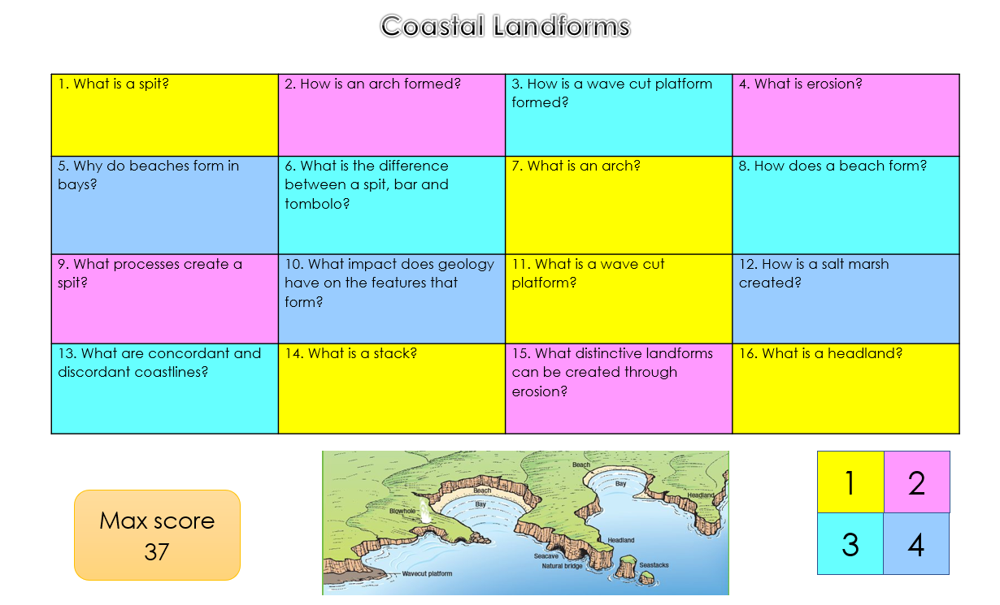 Coastal Landforms
1. What is a spit?
2. How is an arch formed?
3. How is a wave cut platform
formed?
4. What is erosion?
5. Why do beaches form in
bays?
6. What is the difference
between a spit, bar and
tombolo?
7. What is an arch?
8. How does a beach form?
9. What processes create a
spit?
10. What impact does geology
have on the features that
form?
11. What is a wave cut
platform?
12. How is a salt marsh
created?
13. What are concordant and
discordant coastlines?
14. What is a stack?
15. What distinctive landforms
can be created through
erosion?
16. What is a headland?
Max score
37
Beach
Bay
Headland
Beach
Bay
Blowhole
Headland
Seacave
Natural bridge
Seastacks
Wavecut platform
1
2
3
4